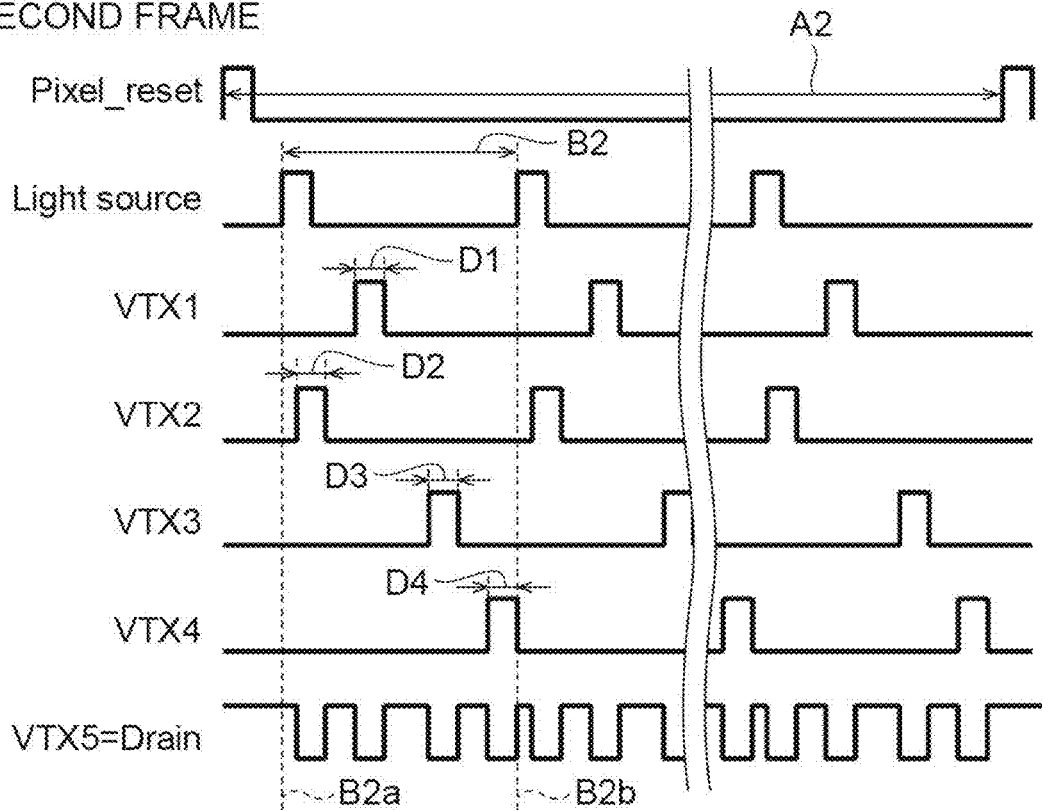 ECOND FRAME
A2
Pixel_reset
B2
Light source
D1
VTX1
D2
VTX2
D3
VTX3
D4
VTX4
VTX5=Drain
B2a
B2b